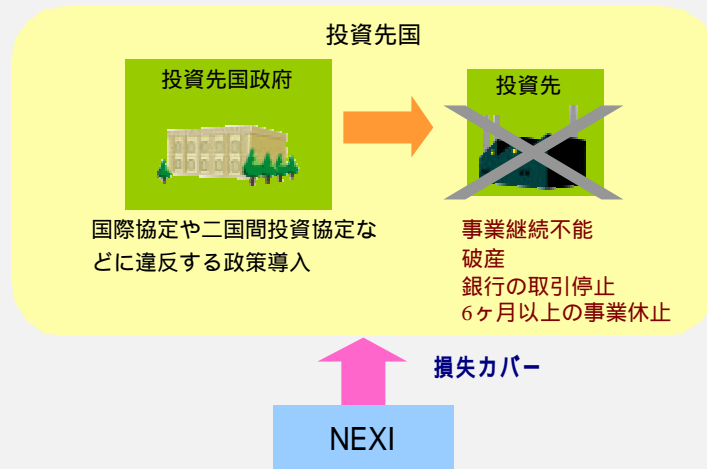 投資先国
投資先国政府
投資先
国際協定や二国間投資協定な
どに違反する政策導入
事業継続不能
破産
銀行の取引停止
6ヶ月以上の事業休止
損失カバー
NEXI